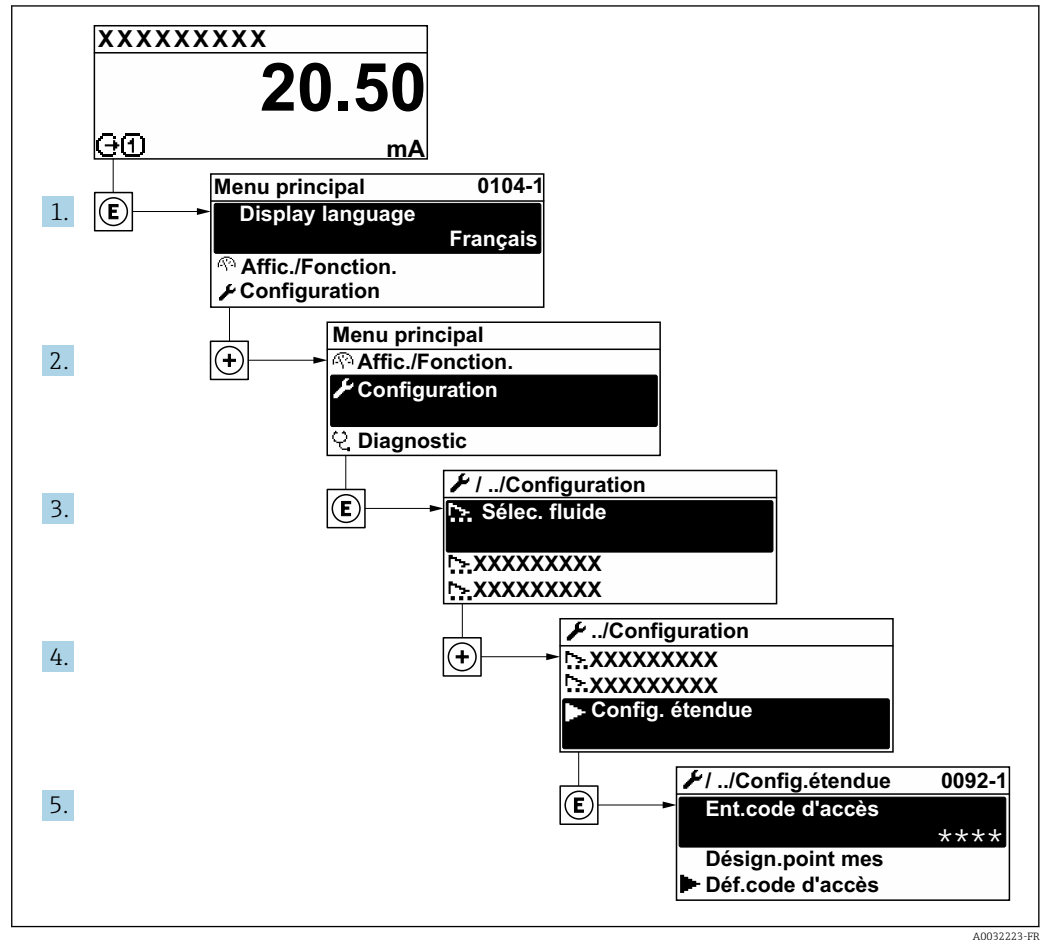 XXXXXXXXX
20.50
1
mA
1.
E
Menu principal 0104-1
Display language
Français
Affic./Fonction.
Configuration
2.
+
Menu principal
Affic./Fonction.
Configuration
Diagnostic
3.
E
/ ../Configuration
Sélec. fluide
XXXXXXXXX
XXXXXXXXX
4.
+
../Configuration
XXXXXXXXX
XXXXXXXXX
Config. étendue
5.
E
/ ../Config.étendue 0092-1
Ent.code d'accès
****
Désign.point mes
Déf.code d'accès
A0032223-FR